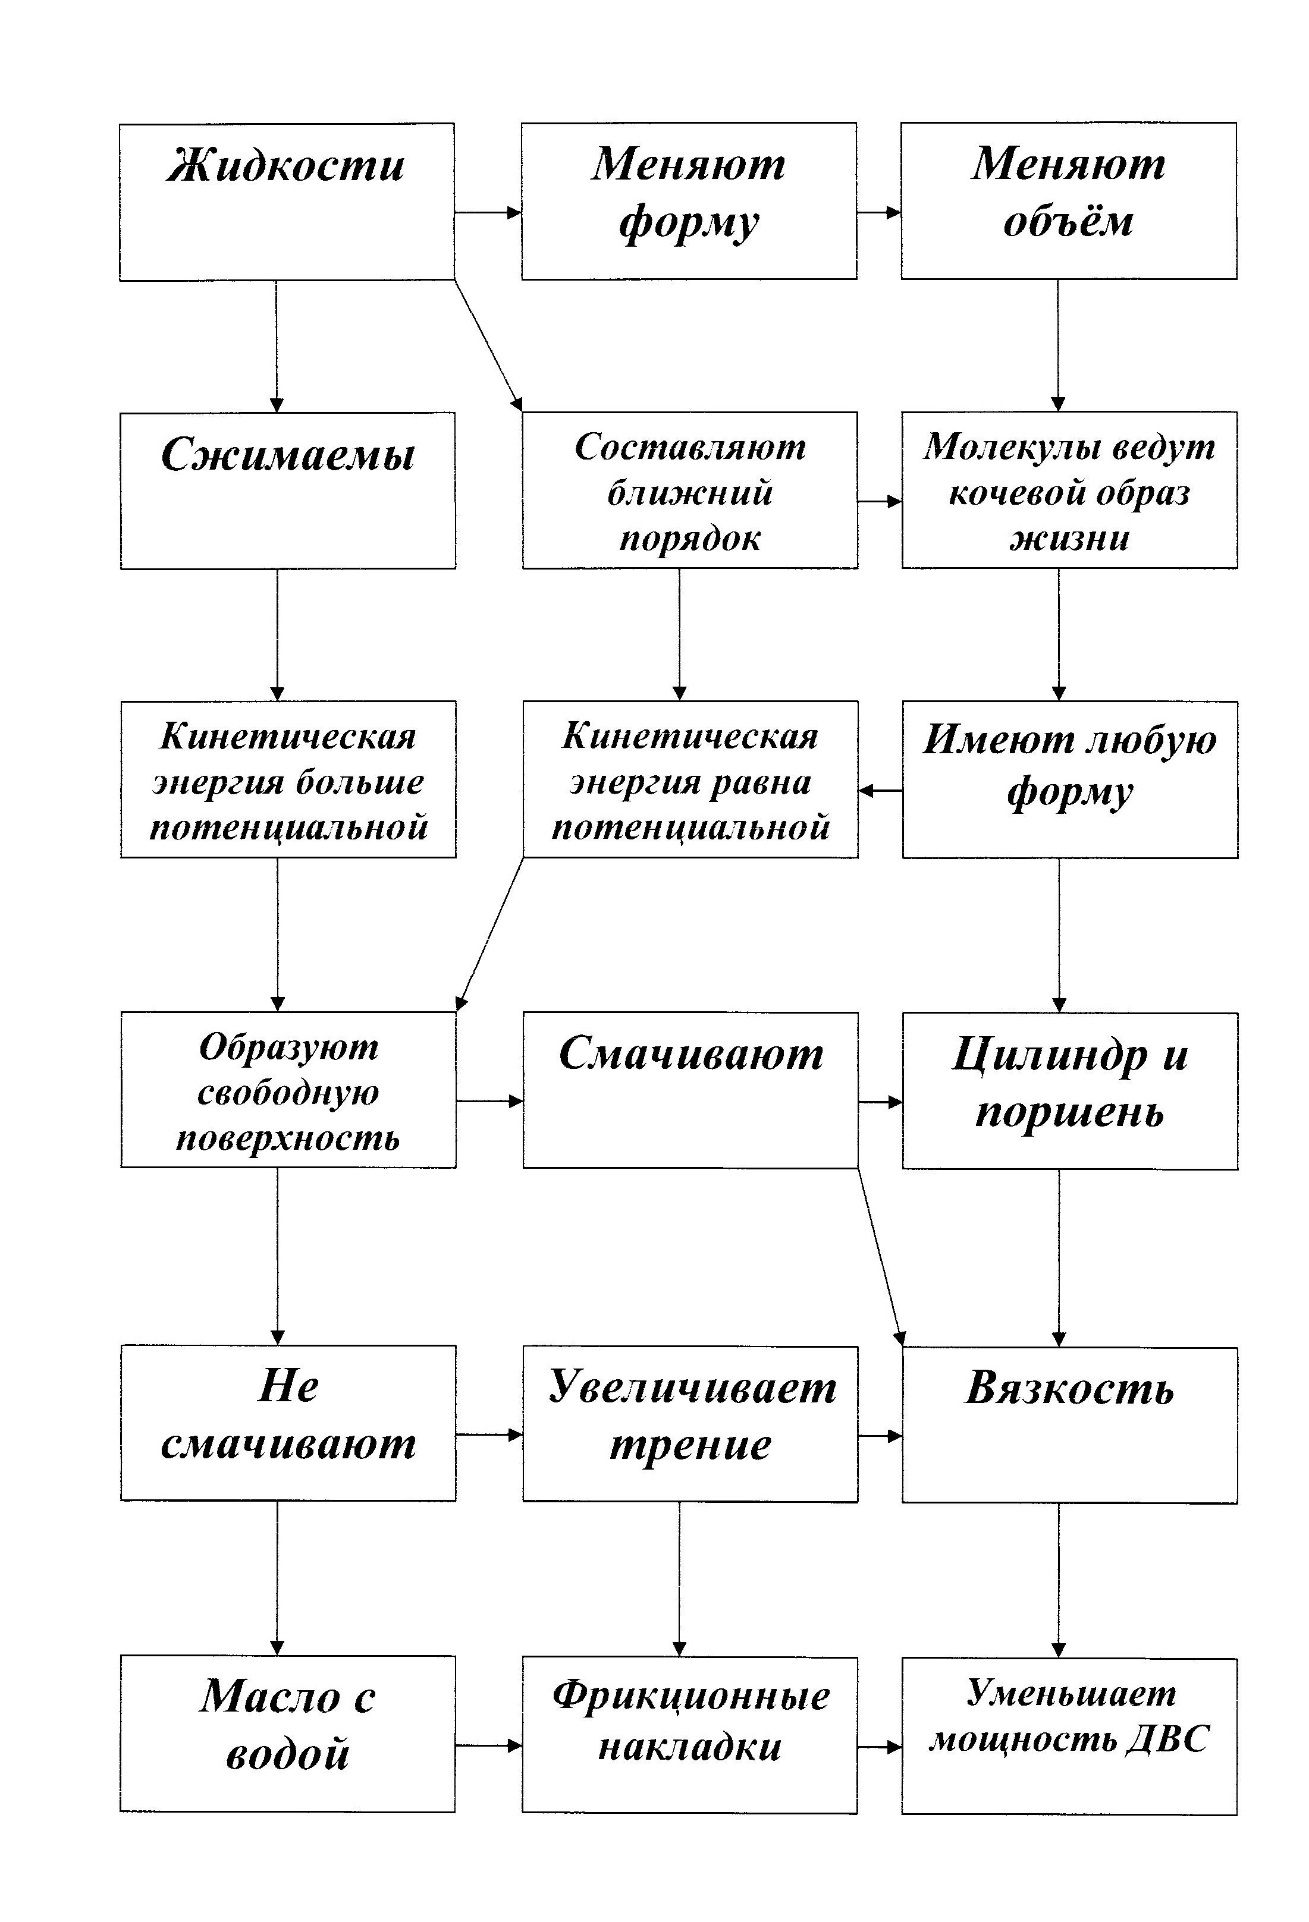 Жидкости
Меняют
форму
Меняют
объём
Сжимаемы
Составляют
ближний
порядок
Молекулы ведут
кочевой образ
жизни
Кинетическая
энергия больше
потенциальной
Кинетическая
энергия равна
потенциальной
Имеют любую
форму
Образуют
свободную
поверхность
Смачивают
Цилиндр и
поршень
Не
смачивают
Увеличивает
трение
Вязкость
Масло с
водой
Фрикционные
накладки
Уменьшает
мощность ДВС